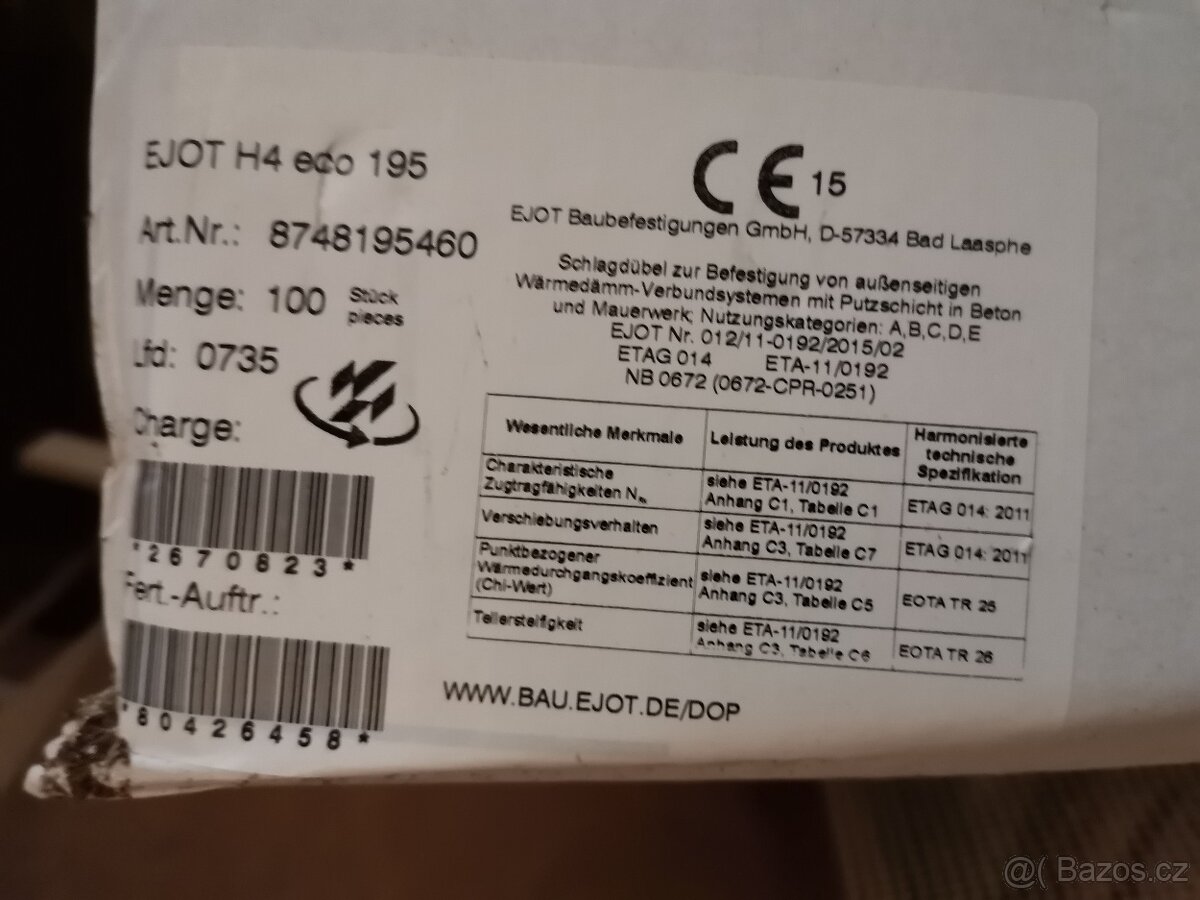 EJOT H4 eco 195
Art.Nr.: 8748195460
Menge: 100 Stück
pieces
Lfd: 0735
Charge:
*2670823*
Fert.-Auftr.:
*80426458*
CE 15
EJOT Baubefestigungen GmbH, D-57334 Bad Laasphe
Schlagdübel zur Befestigung von außenseitigen
Wärmedämm-Verbundsystemen mit Putzschicht in Beton
und Mauerwerk; Nutzungskategorien: A,B,C,D,E
EJOT Nr. 012/11-0192/2015/02
ETAG 014 ETA-11/0192
NB 0672 (0672-CPR-0251)
Wesentliche Merkmale Leistung des Produktes Harmonisierte
technische
Spezifikation
Charakteristische
Zugtragfähigkeiten
siehe ETA-11/0192
Anhang C1, Tabelle C1
ETAG 014: 2011
Verschiebungsverhalten
siehe ETA-11/0192
Anhang C3, Tabelle C7
ETAG 014: 2011
Punktbezogener
Wärmedurchgangskoeffizient
(Chi-Wert)
siehe ETA-11/0192
Anhang C3, Tabelle C5
EOTA TR 25
Tellersteifigkeit
siehe ETA-11/0192
Anhang C3, Tabelle C6
EOTA TR 26
WWW.BAU.EJOT.DE/DOP
@( Bazos.cz